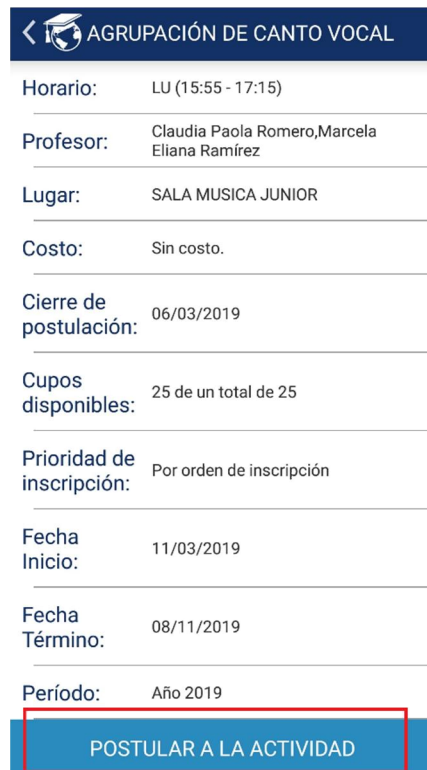 AGRUPACIÓN DE CANTO VOCAL
Horario: LU (15:55 - 17:15)
Profesor: Claudia Paola Romero,Marcela
Eliana Ramírez
Lugar: SALA MUSICA JUNIOR
Costo: Sin costo.
Cierre de
postulación: 06/03/2019
Cupos
disponibles: 25 de un total de 25
Prioridad de
inscripción: Por orden de inscripción
Fecha
Inicio: 11/03/2019
Fecha
Término: 08/11/2019
Período: Año 2019
POSTULAR A LA ACTIVIDAD